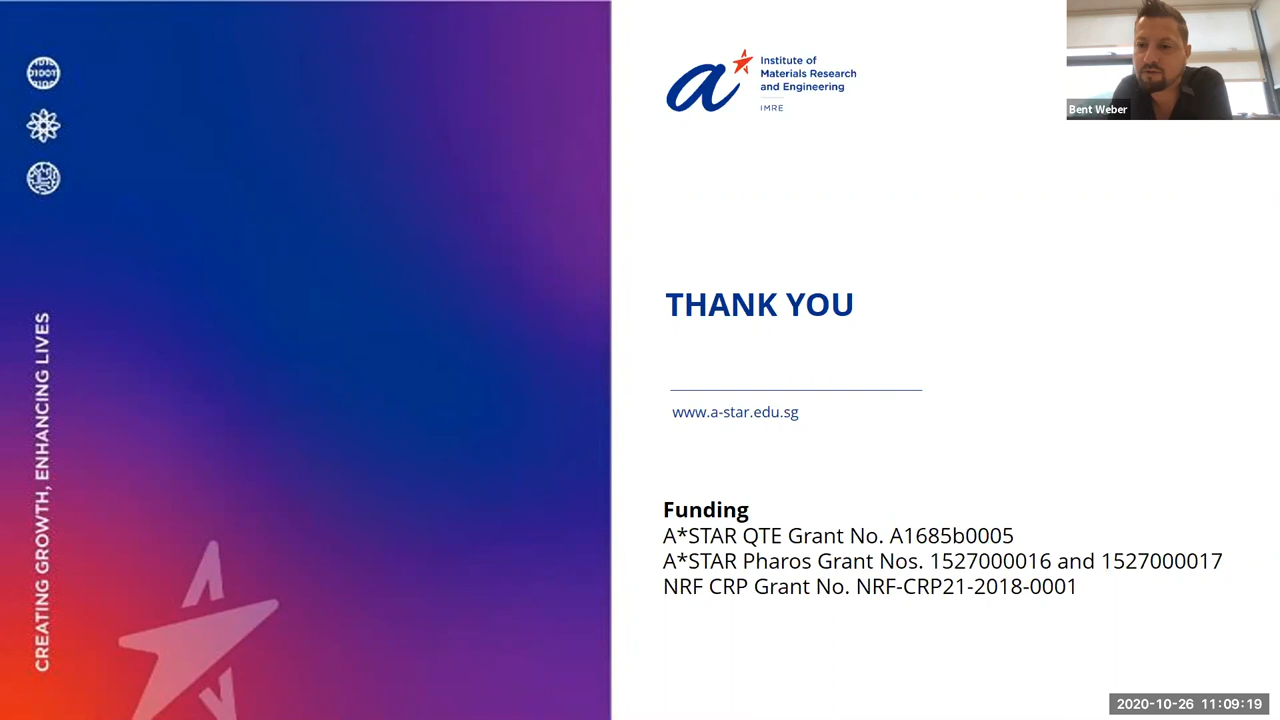 01001
CREATING GROWTH, ENHANCING LIVES
a
Institute of
Materials Research
and Engineering
IMRE
Bent Weber
THANK YOU
www.a-star.edu.sg
Funding
A*STAR QTE Grant No. A1685b0005
A*STAR Pharos Grant Nos. 1527000016 and 1527000017
NRF CRP Grant No. NRF-CRP21-2018-0001
2020-10-26 11:09:19